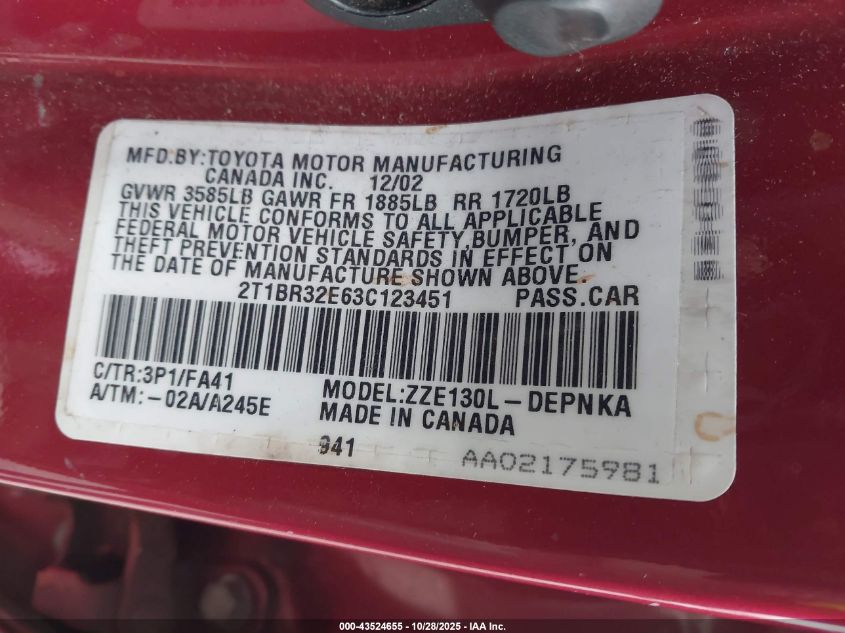 MFD.BY:TOYOTA MOTOR MANUFACTURING
CANADA INC. 12/02
GVWR 3585LB GAWR FR 1885LB RR 1720LB
THIS VEHICLE CONFORMS TO ALL APPLICABLE
FEDERAL MOTOR VEHICLE SAFETY,BUMPER, AND
THEFT PREVENTION STANDARDS IN EFFECT ON
THE DATE OF MANUFACTURE SHOWN ABOVE.
2T1BR32E63C123451 PASS.CAR
C/TR:3P1/FA41 MODEL:ZZE130L-DEPNKA
A/TM:-02A/A245E MADE IN CANADA
941 AA02175981
000-43524655 - 10/28/2025 - IAA Inc.